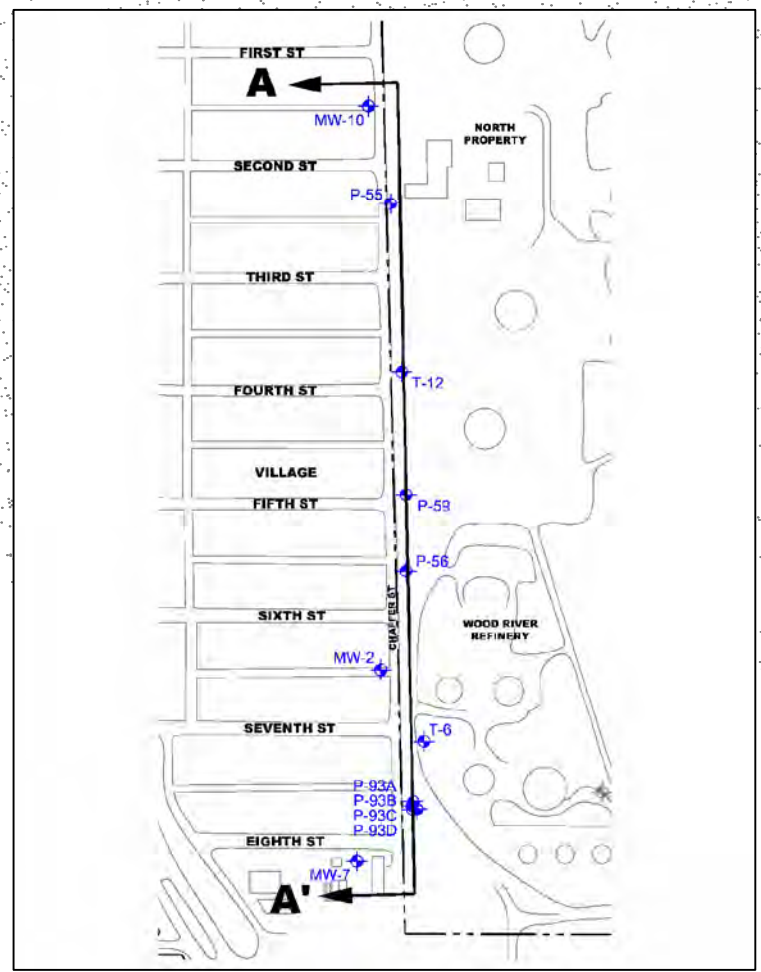 FIRST ST
A
MW-10
NORTH
PROPERTY
SECOND ST
P-55
THIRD ST
T-12
FOURTH ST
VILLAGE
FIFTH ST
P-59
P-56
CHAFFER ST
SIXTH ST
WOOD RIVER
REFINERY
MW-2
SEVENTH ST
T-6
P-93A
P-93B
P-93C
P-93D
EIGHTH ST
MW-7
A'